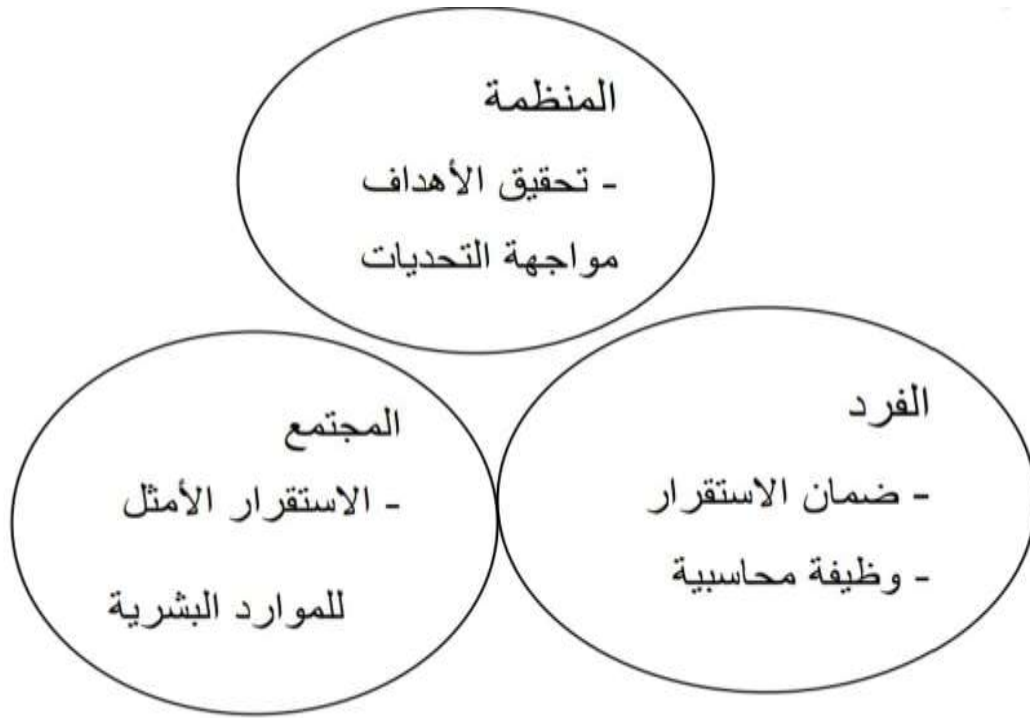 المنظمة
- تحقيق الأهداف
مواجهة التحديات
الفرد
- ضمان الاستقرار
- وظيفة محاسبية
المجتمع
- الاستقرار الأمثل
للموارد البشرية